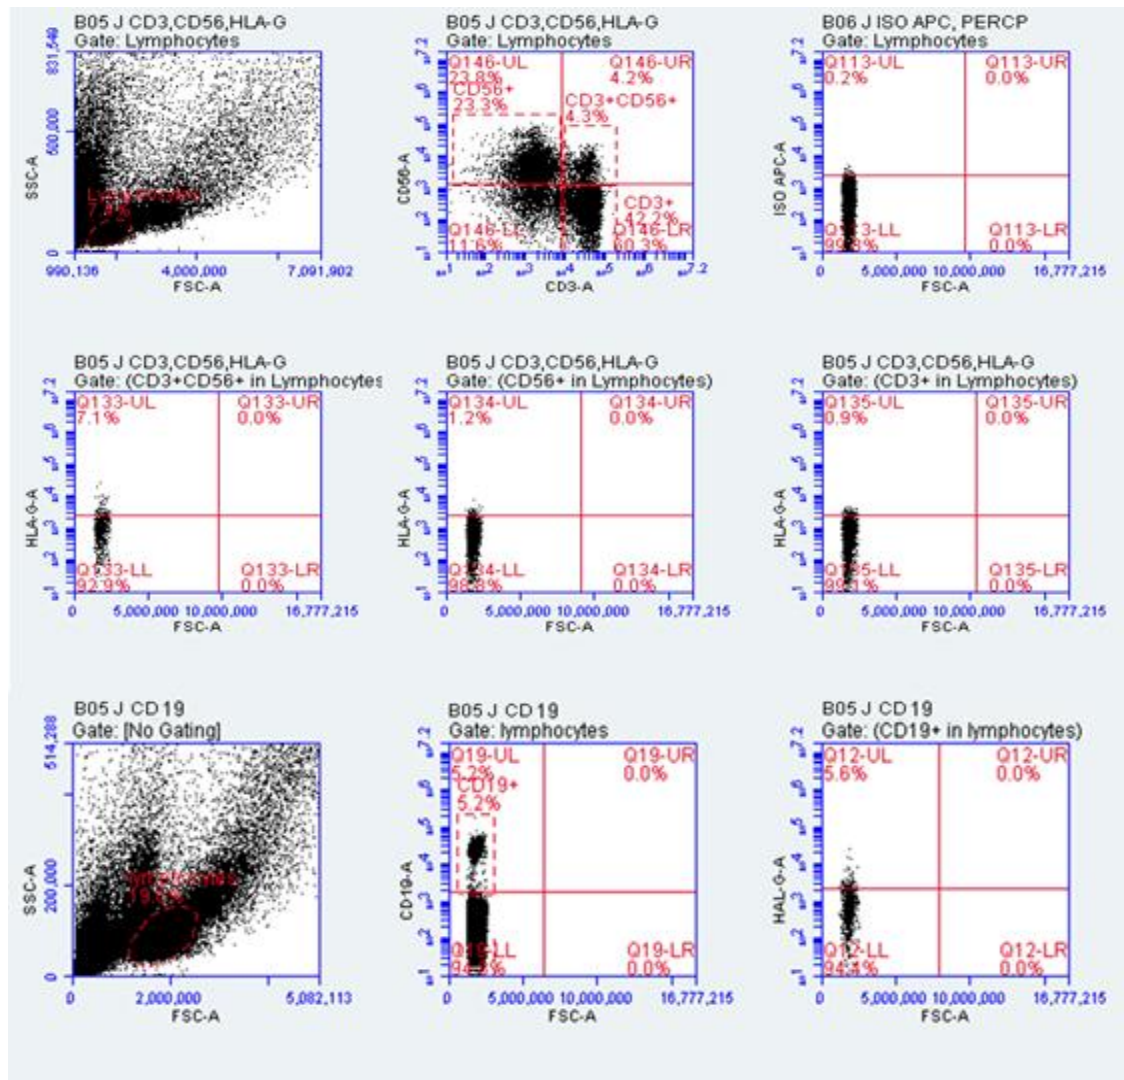 B05 J CD3,CD56,HLA-G
Gate: Lymphocytes
831,549
500,000
0
SSC-A
990,136
4,000,000
7,091,902
FSC-A
B05 J CD3,CD56,HLA-G
Gate: Lymphocytes
Q146-UL
23.8%
Q146-UR
4.2%
CD56+
23.3%
CD3+CD56+
4.3%
CD3+
42.2%
Q146-LL
11.6%
Q146-LR
60.3%
CD56-A
CD3-A
B06 J ISO APC, PERCP
Gate: Lymphocytes
Q113-UL
0.2%
Q113-UR
0.0%
Q113-LR
0.0%
ISO APC-A
0
5,000,000
10,000,000
16,777,215
FSC-A
B05 J CD3,CD56,HLA-G
Gate: (CD3+CD56+ in Lymphocytes
Q133-UL
7.1%
Q133-UR
0.0%
Q133-LL
92.9%
Q133-LR
0.0%
HLA-G-A
0
5,000,000
10,000,000
16,777,215
FSC-A
B05 J CD3,CD56,HLA-G
Gate: (CD56+ in Lymphocytes)
Q134-UL
1.2%
Q134-UR
0.0%
Q134-LR
0.0%
HLA-G-A
0
5,000,000
10,000,000
16,777,215
FSC-A
B05 J CD3,CD56,HLA-G
Gate: (CD3+ in Lymphocytes)
Q135-UL
0.9%
Q135-UR
0.0%
Q135-LR
0.0%
HLA-G-A
0
5,000,000
10,000,000
16,777,215
FSC-A
B05 J CD 19
Gate: [No Gating]
514,288
200,000
0
SSC-A
0
2,000,000
5,082,113
FSC-A
B05 J CD 19
Gate: lymphocytes
Q19-UL
5.2%
Q19-UR
0.0%
CD19+
5.2%
Q19-LL
Q19-LR
0.0%
CD19-A
0
5,000,000
10,000,000
16,777,215
FSC-A
B05 J CD 19
Gate: (CD19+ in lymphocytes)
Q12-UL
5.6%
Q12-UR
0.0%
Q12-LL
94.4%
Q12-LR
0.0%
HAL-G-A
0
5,000,000
10,000,000
16,777,215
FSC-A